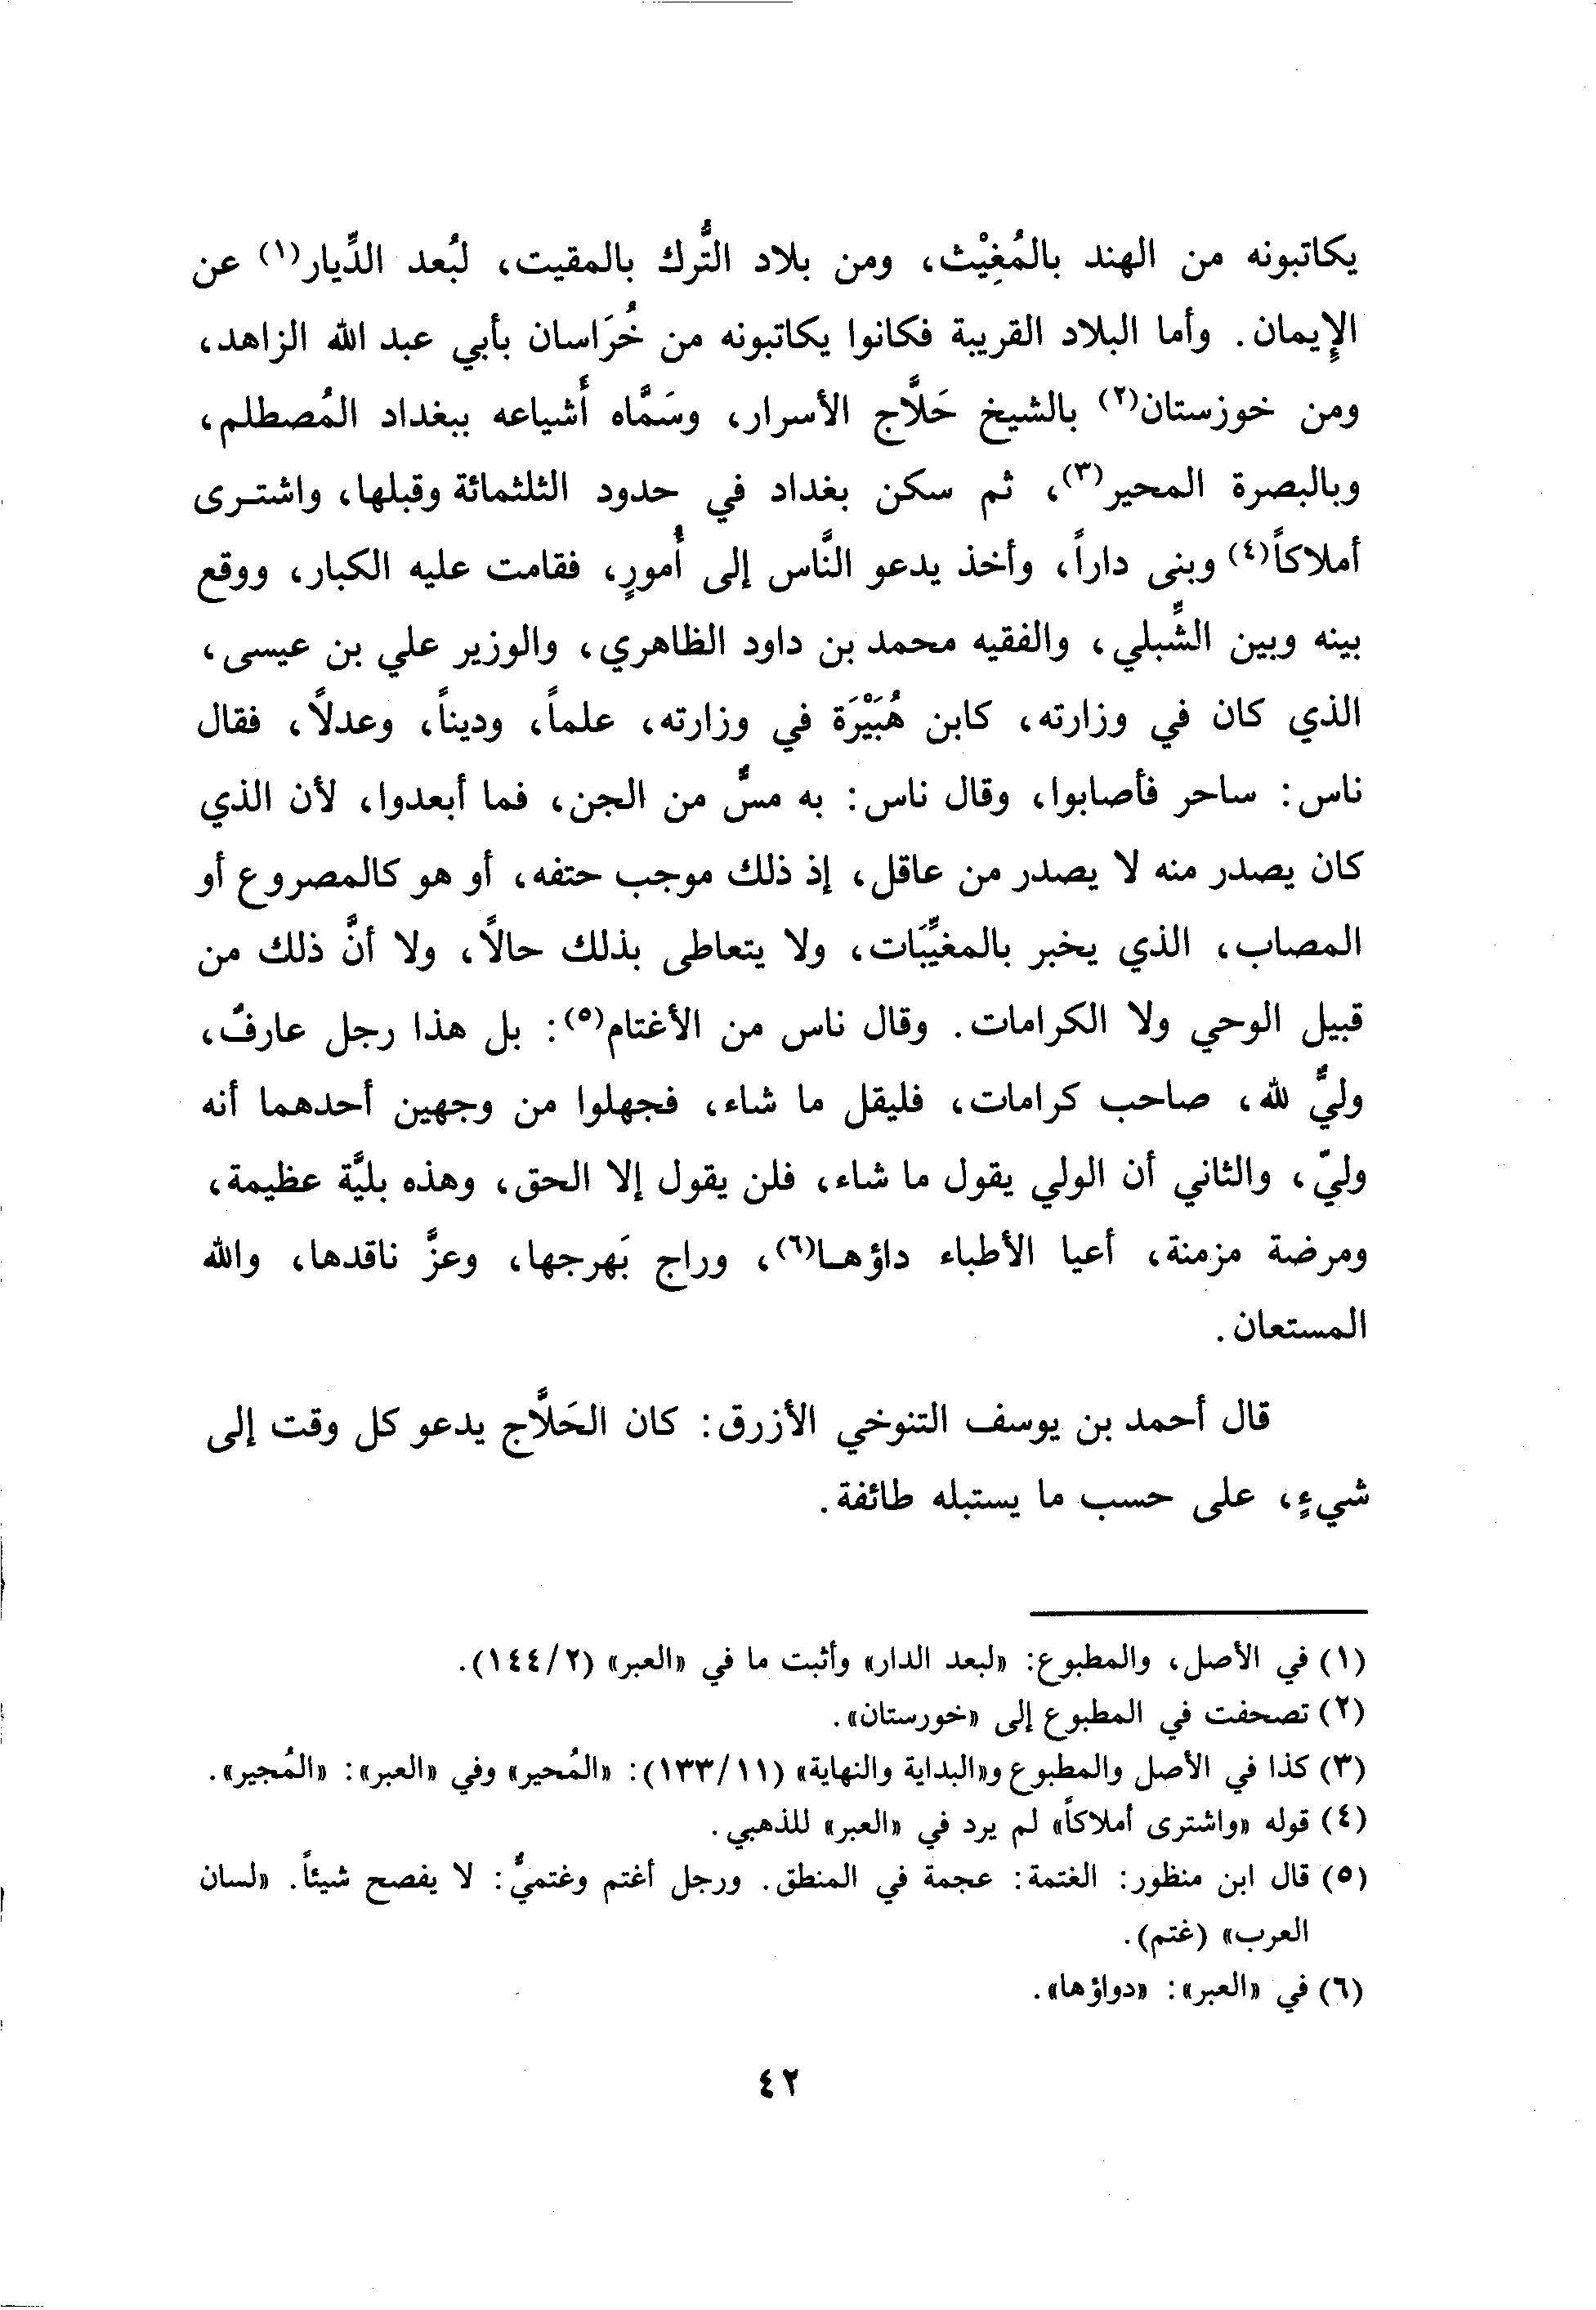 يكاتبونه من الهند بالمُغِيْث، ومن بلاد التُّرك بالمقيت، لبُعد الدِّيار(١) عن
الإِيمان. وأما البلاد القريبة فكانوا يكاتبونه من خُرَاسان بأبي عبد الله الزاهد،
ومن خوزستان(٢) بالشيخ حَلاَّج الأسرار، وسَمَّاه أَشياعه ببغداد المُصطلم،
وبالبصرة المحير(٣)، ثم سكن بغداد في حدود الثلثمائة وقبلها، واشتـرى
أملاكاً(٤) وبنى داراً، وأخذ يدعو النَّاس إلى أُمورٍ، فقامت عليه الكبار، ووقع
بينه وبين الشِّبلي، والفقيه محمد بن داود الظاهري، والوزير علي بن عيسى،
الذي كان في وزارته، كابن هُبَيْرَة في وزارته، علماً، وديناً، وعدلاً، فقال
ناس: ساحر فأصابوا، وقال ناس: به مسٌّ من الجن، فما أبعدوا، لأن الذي
كان يصدر منه لا يصدر من عاقل، إذ ذلك موجب حتفه، أو هو كالمصروع أو
المصاب، الذي يخبر بالمغيِّبَات، ولا يتعاطى بذلك حالاً، ولا أنَّ ذلك من
قبيل الوحي ولا الكرامات. وقال ناس من الأغتام(٥): بل هذا رجل عارفٌ،
وليٌّ لله، صاحب كرامات، فليقل ما شاء، فجهلوا من وجهين أحدهما أنه
وليّ، والثاني أن الولي يقول ما شاء، فلن يقول إلا الحق، وهذه بليَّة عظيمة،
ومرضة مزمنة، أعيا الأطباء داؤهـا(٦)، وراج بَهرجها، وعزَّ ناقدها، والله
المستعان.
قال أحمد بن يوسف التنوخي الأزرق: كان الحَلاَّج يدعو كل وقت إلى
شيءٍ، على حسب ما يستبله طائفة.
(١) في الأصل، والمطبوع: «لبعد الدار» وأثبت ما في «العبر» (١٤٤/٢).
(٢) تصحفت في المطبوع إلى «خورستان».
(٣) كذا في الأصل والمطبوع و«البداية والنهاية» (١٣٣/١١): «المُحير» وفي «العبر»: «المُجير».
(٤) قوله «واشترى أملاكاً» لم يرد في «العبر» للذهبي.
(٥) قال ابن منظور: الغتمة: عجمة في المنطق. ورجل أغتم وغتميٌّ: لا يفصح شيئاً. «لسان
العرب» (غتم).
(٦) في «العبر»: «دواؤها».
٤٢